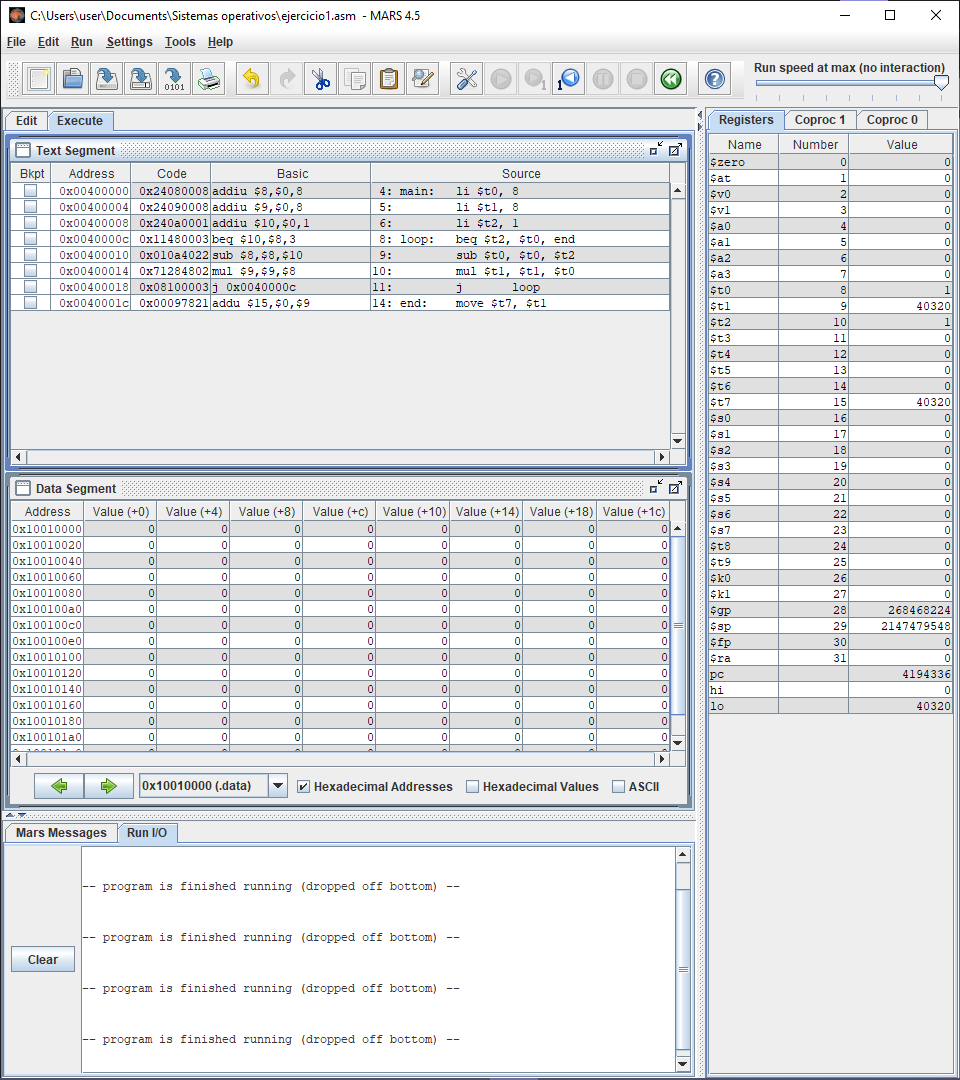 C:\Users\user\Documents\Sistemas operativos\ejercicio1.asm - MARS 4.5
File Edit Run Settings Tools Help
Run speed at max (no interaction)
Edit Execute
Text Segment
Bkpt Address Code Basic Source
0x00400000 0x24080008 addiu $8,$0,8 4: main: li $t0, 8
0x00400004 0x24090008 addiu $9,$0,8 5: li $t1, 8
0x00400008 0x240a0001 addiu $10,$0,1 6: li $t2, 1
0x0040000c 0x11480003 beq $10,$8,3 8: loop: beq $t2, $t0, end
0x00400010 0x010a4022 sub $8,$8,$10 9: sub $t0, $t0, $t2
0x00400014 0x71284802 mul $9,$9,$8 10: mul $t1, $t1, $t0
0x00400018 0x08100003 j 0x0040000c 11: j loop
0x0040001c 0x00097821 addu $15,$0,$9 14: end: move $t7, $t1
Data Segment
Address Value (+0) Value (+4) Value (+8) Value (+c) Value (+10) Value (+14) Value (+18) Value (+1c)
0x10010000 0 0 0 0 0 0 0 0
0x10010020 0 0 0 0 0 0 0 0
0x10010040 0 0 0 0 0 0 0 0
0x10010060 0 0 0 0 0 0 0 0
0x10010080 0 0 0 0 0 0 0 0
0x100100a0 0 0 0 0 0 0 0 0
0x100100c0 0 0 0 0 0 0 0 0
0x100100e0 0 0 0 0 0 0 0 0
0x10010100 0 0 0 0 0 0 0 0
0x10010120 0 0 0 0 0 0 0 0
0x10010140 0 0 0 0 0 0 0 0
0x10010160 0 0 0 0 0 0 0 0
0x10010180 0 0 0 0 0 0 0 0
0x100101a0 0 0 0 0 0 0 0 0
0x10010000 (.data) Hexadecimal Addresses Hexadecimal Values ASCII
Mars Messages Run I/O
-- program is finished running (dropped off bottom) --
-- program is finished running (dropped off bottom) --
Clear
-- program is finished running (dropped off bottom) --
-- program is finished running (dropped off bottom) --
Registers Coproc 1 Coproc 0
Name Number Value
$zero 0 0
$at 1 0
$v0 2 0
$v1 3 0
$a0 4 0
$a1 5 0
$a2 6 0
$a3 7 0
$t0 8 1
$t1 9 40320
$t2 10 1
$t3 11 0
$t4 12 0
$t5 13 0
$t6 14 0
$t7 15 40320
$s0 16 0
$s1 17 0
$s2 18 0
$s3 19 0
$s4 20 0
$s5 21 0
$s6 22 0
$s7 23 0
$t8 24 0
$t9 25 0
$k0 26 0
$k1 27 0
$gp 28 268468224
$sp 29 2147479548
$fp 30 0
$ra 31 0
pc 4194336
hi 0
lo 40320